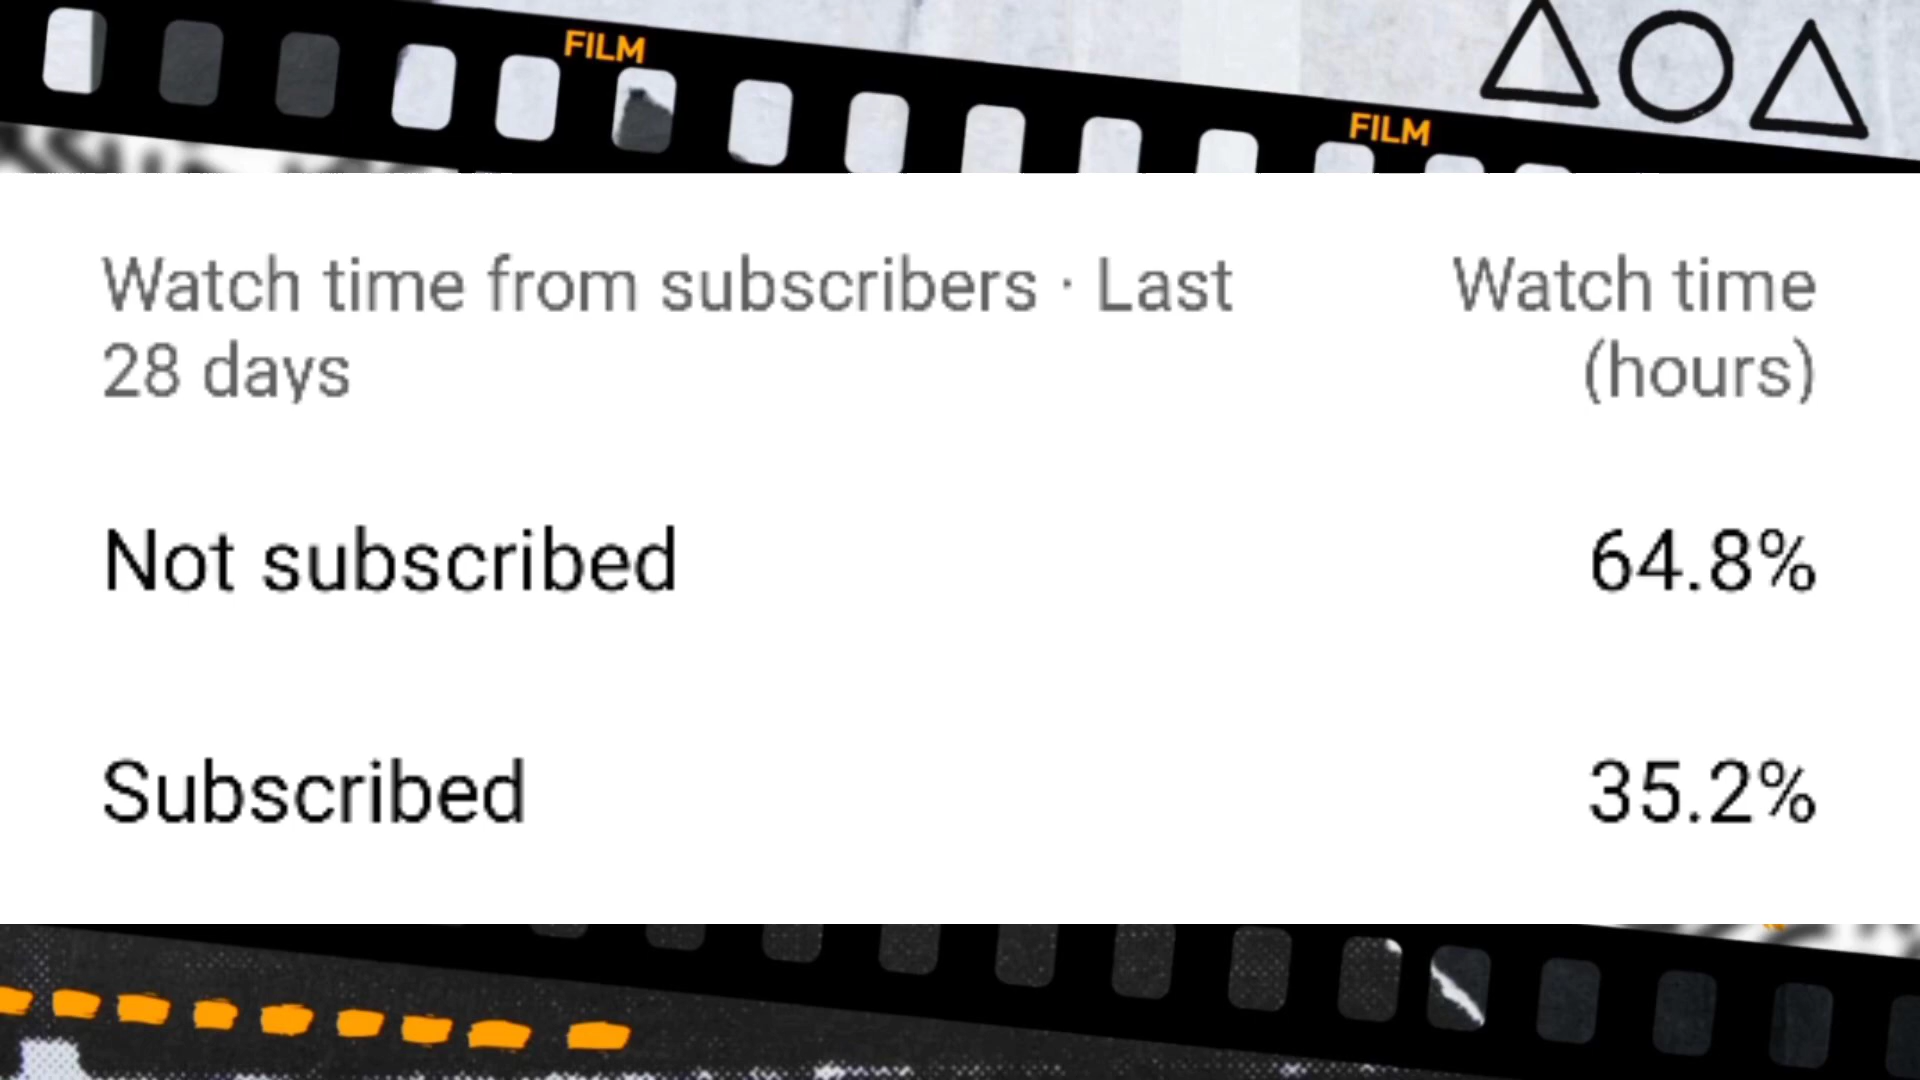 FILM
FILM
Watch time from subscribers · Last
28 days
Watch time
(hours)
Not subscribed
64.8%
Subscribed
35.2%